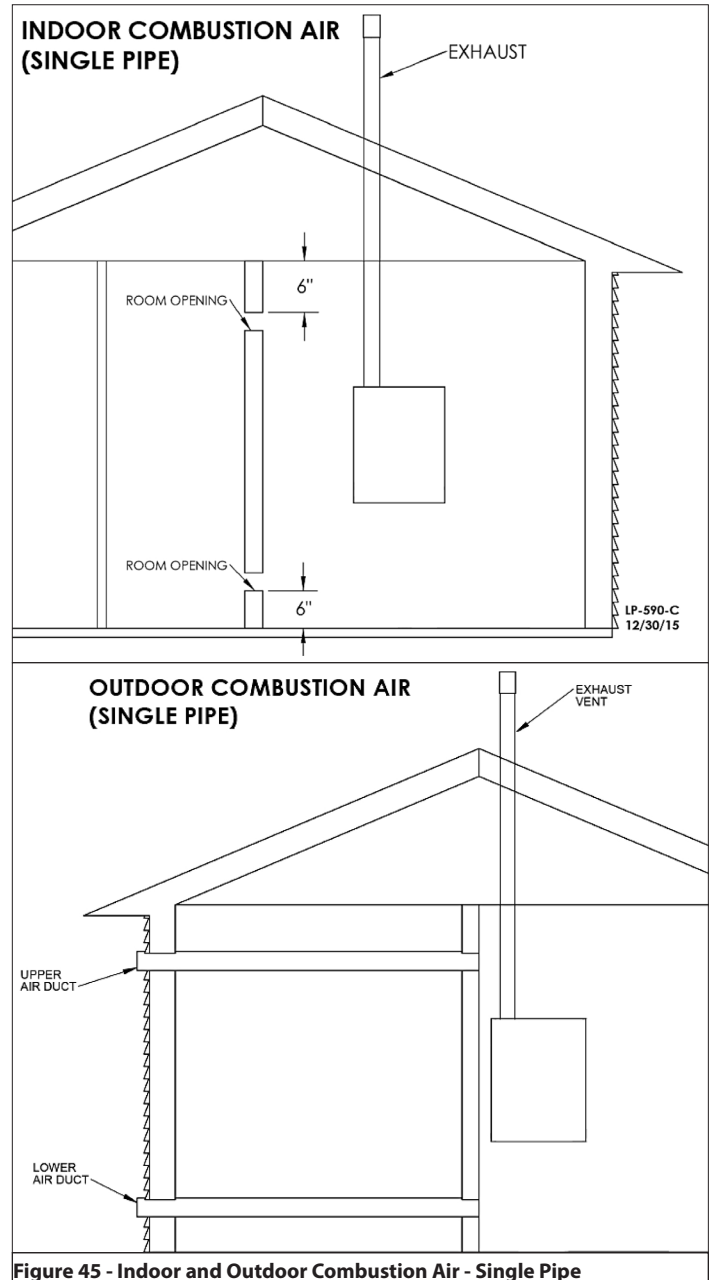 INDOOR COMBUSTION AIR
(SINGLE PIPE)
EXHAUST
6"
ROOM OPENING
ROOM OPENING
6"
LP-590-C
12/30/15
OUTDOOR COMBUSTION AIR
(SINGLE PIPE)
EXHAUST
VENT
UPPER
AIR DUCT
LOWER
AIR DUCT
Figure 45 - Indoor and Outdoor Combustion Air - Single Pipe